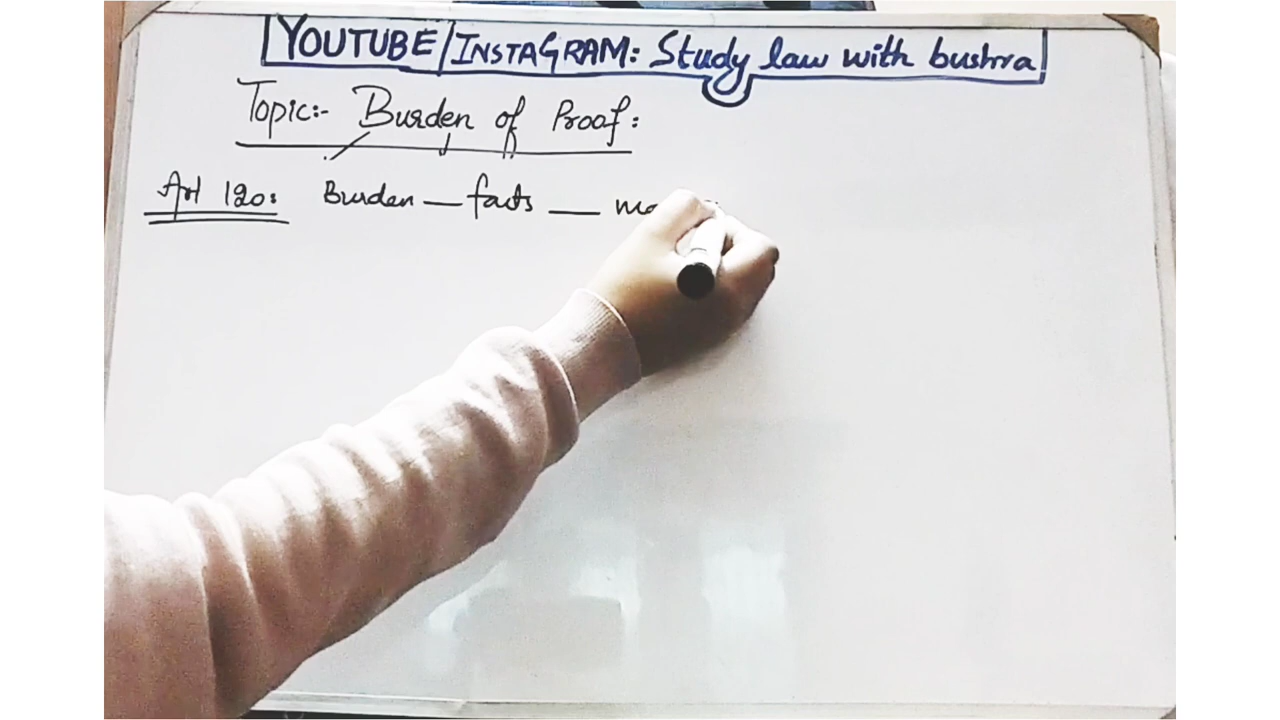 YOUTUBE/INSTAGRAM: Study law with bushra
Topic:- Burden of Proof:
Art 120: Burden — facts —